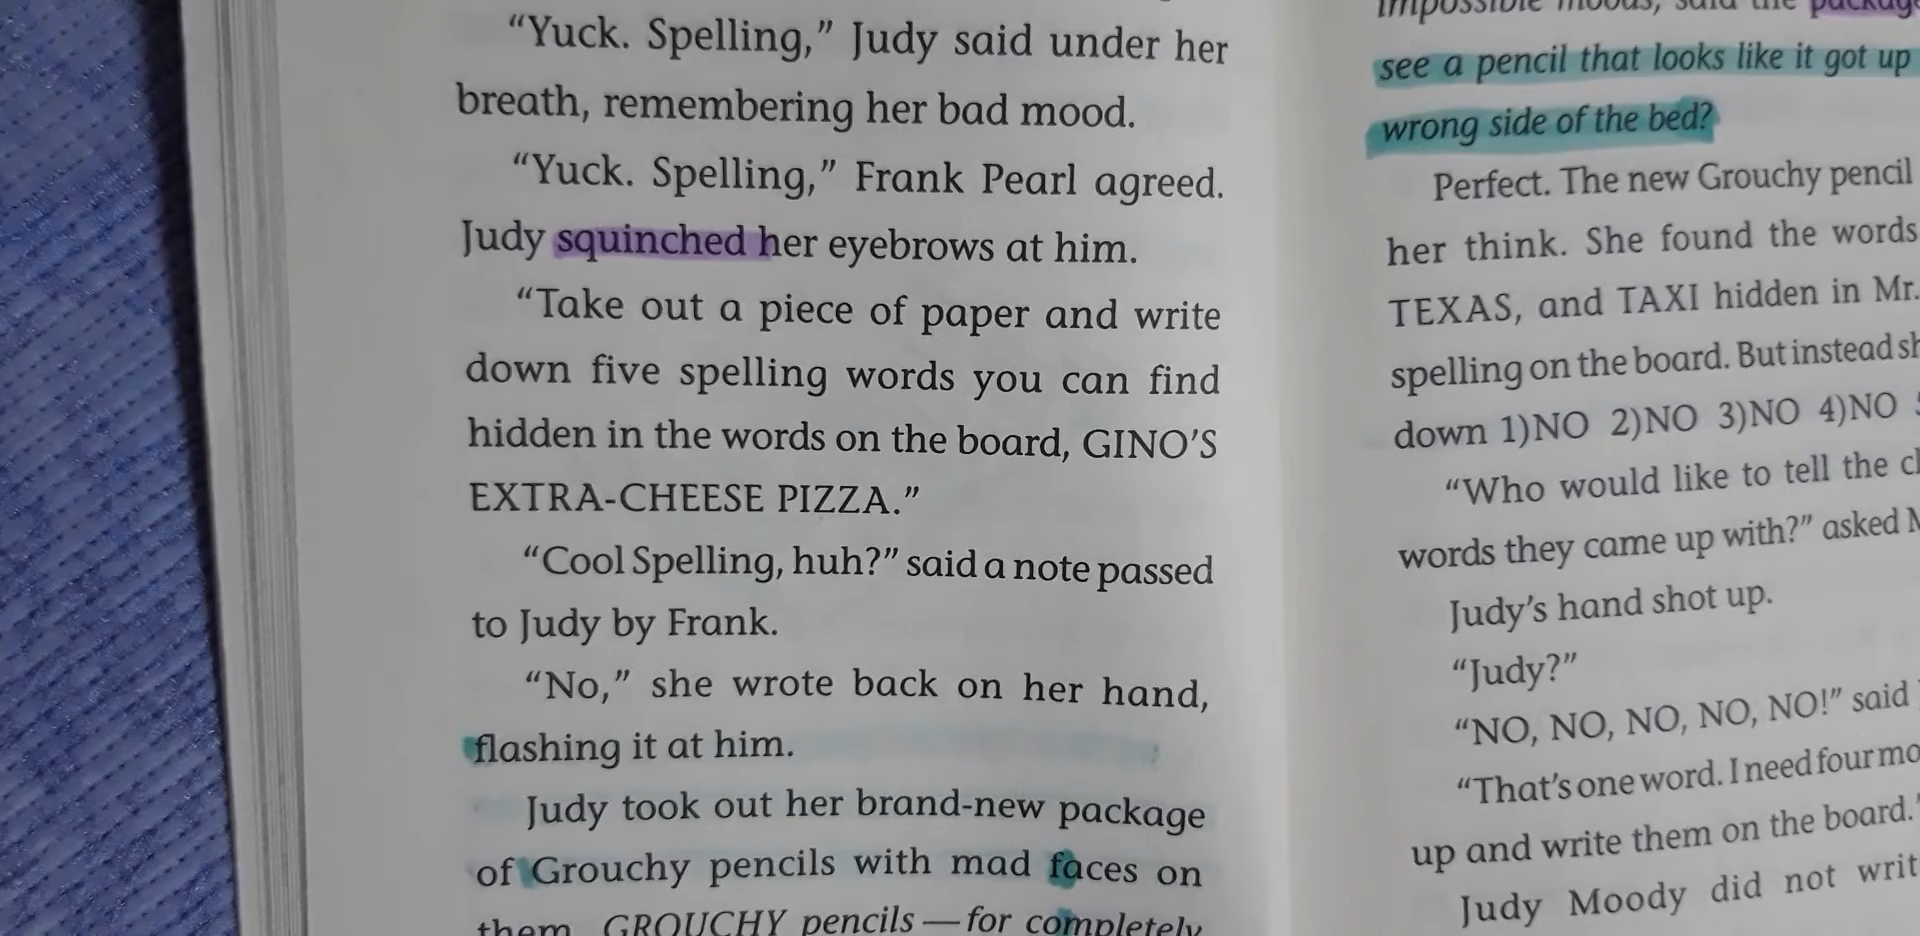 “Yuck. Spelling,” Judy said under her
breath, remembering her bad mood.
“Yuck. Spelling,” Frank Pearl agreed.
Judy squinched her eyebrows at him.
“Take out a piece of paper and write
down five spelling words you can find
hidden in the words on the board, GINO’S
EXTRA-CHEESE PIZZA.”
“Cool Spelling, huh?” said a note passed
to Judy by Frank.
“No,” she wrote back on her hand,
flashing it at him.
Judy took out her brand-new package
of Grouchy pencils with mad faces on
them. GROUCHY pencils—for completely
see a pencil that looks like it got up
wrong side of the bed?
Perfect. The new Grouchy pencil
her think. She found the words
TEXAS, and TAXI hidden in Mr.
spelling on the board. But instead
down 1)NO 2)NO 3)NO 4)NO
“Who would like to tell the
words they came up with?” asked
Judy’s hand shot up.
“Judy?”
“NO, NO, NO, NO, NO!” said
“That’s one word. I need four
up and write them on the board.”
Judy Moody did not